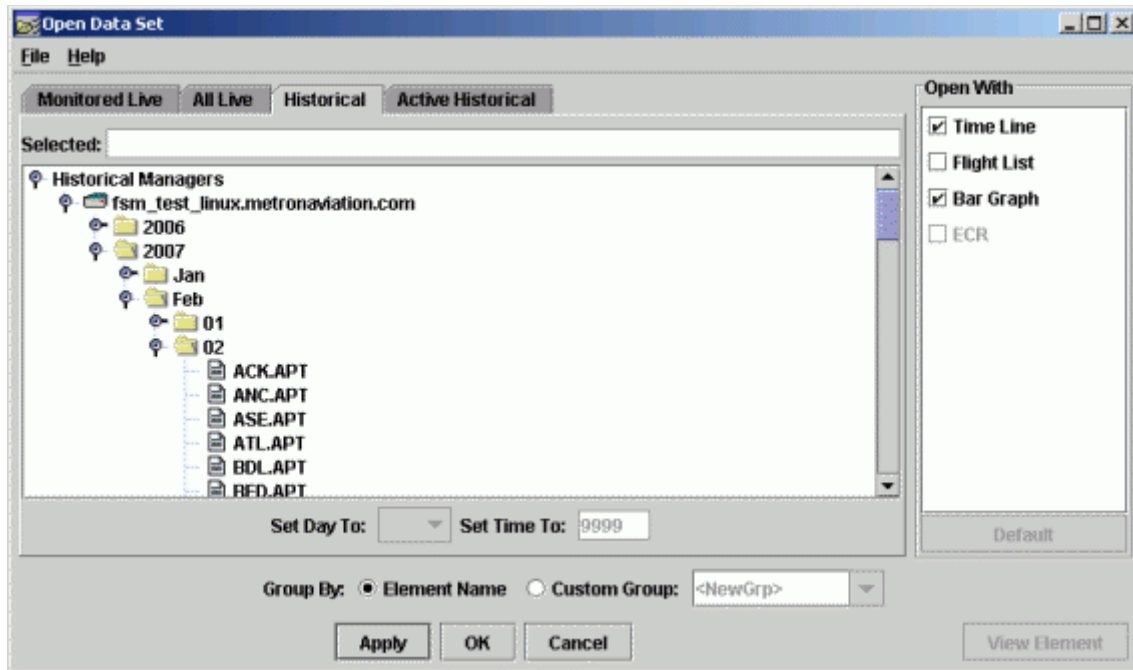 Open Data Set
File Help
Monitored Live All Live Historical Active Historical
Open With
Selected:
Time Line
Flight List
Bar Graph
ECR
Historical Managers
fsm_test_linux.metronaviation.com
2006
2007
Jan
Feb
01
02
ACK.APT
ANC.APT
ASE.APT
ATL.APT
BDL.APT
BED.APT
Set Day To: Set Time To: 9999
Default
Group By: Element Name Custom Group: <NewGrp>
Apply OK Cancel View Element